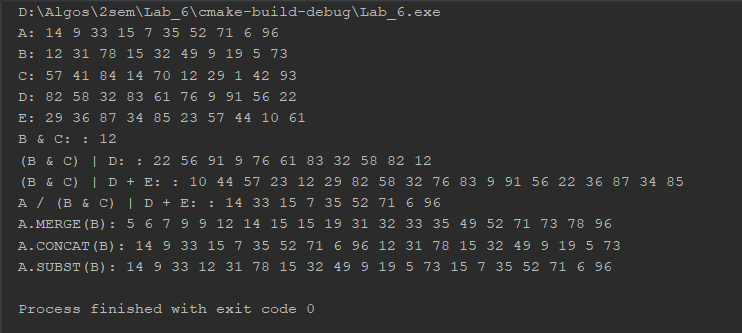 D:\Algos\2sem\Lab_6\cmake-build-debug\Lab_6.exe
A: 14 9 33 15 7 35 52 71 6 96
B: 12 31 78 15 32 49 9 19 5 73
C: 57 41 84 14 70 12 29 1 42 93
D: 82 58 32 83 61 76 9 91 56 22
E: 29 36 87 34 85 23 57 44 10 61
B & C: : 12
(B & C) | D: : 22 56 91 9 76 61 83 32 58 82 12
(B & C) | D + E: : 10 44 57 23 12 29 82 58 32 76 83 9 91 56 22 36 87 34 85
A / (B & C) | D + E: : 14 33 15 7 35 52 71 6 96
A.MERGE(B): 5 6 7 9 9 12 14 15 15 19 31 32 33 35 49 52 71 73 78 96
A.CONCAT(B): 14 9 33 15 7 35 52 71 6 96 12 31 78 15 32 49 9 19 5 73
A.SUBST(B): 14 9 33 12 31 78 15 32 49 9 19 5 73 15 7 35 52 71 6 96
Process finished with exit code 0